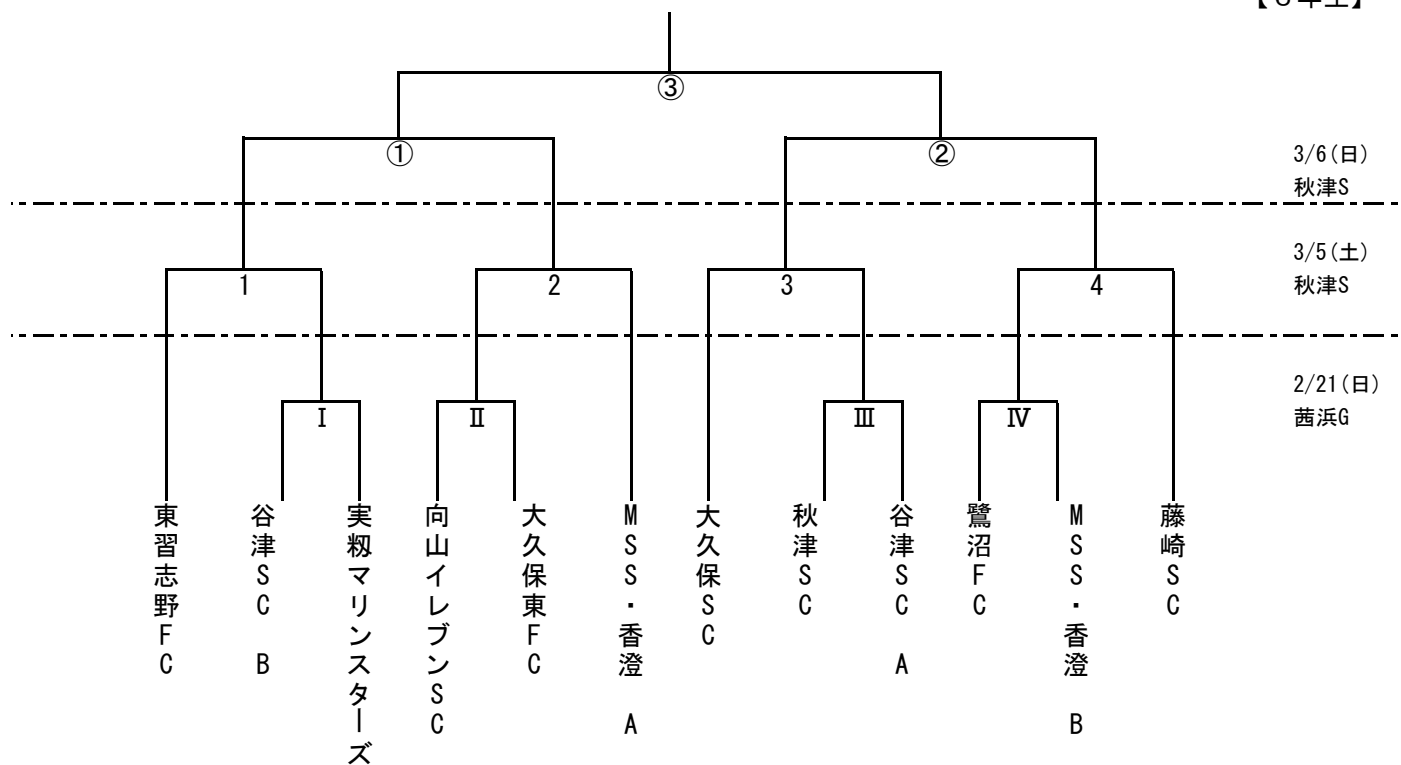 ③
①
②
3/6(日)
秋津S
3/5(土)
秋津S
1
2
3
4
2/21(日)
茜浜G
Ⅰ
Ⅱ
Ⅲ
Ⅳ
東習志野FC
谷津SC B
実籾マリンスターズ
向山イレブンSC
大久保東FC
MSS・香澄 A
大久保SC
秋津SC
谷津SC A
鷺沼FC
MSS・香澄 B
藤崎SC